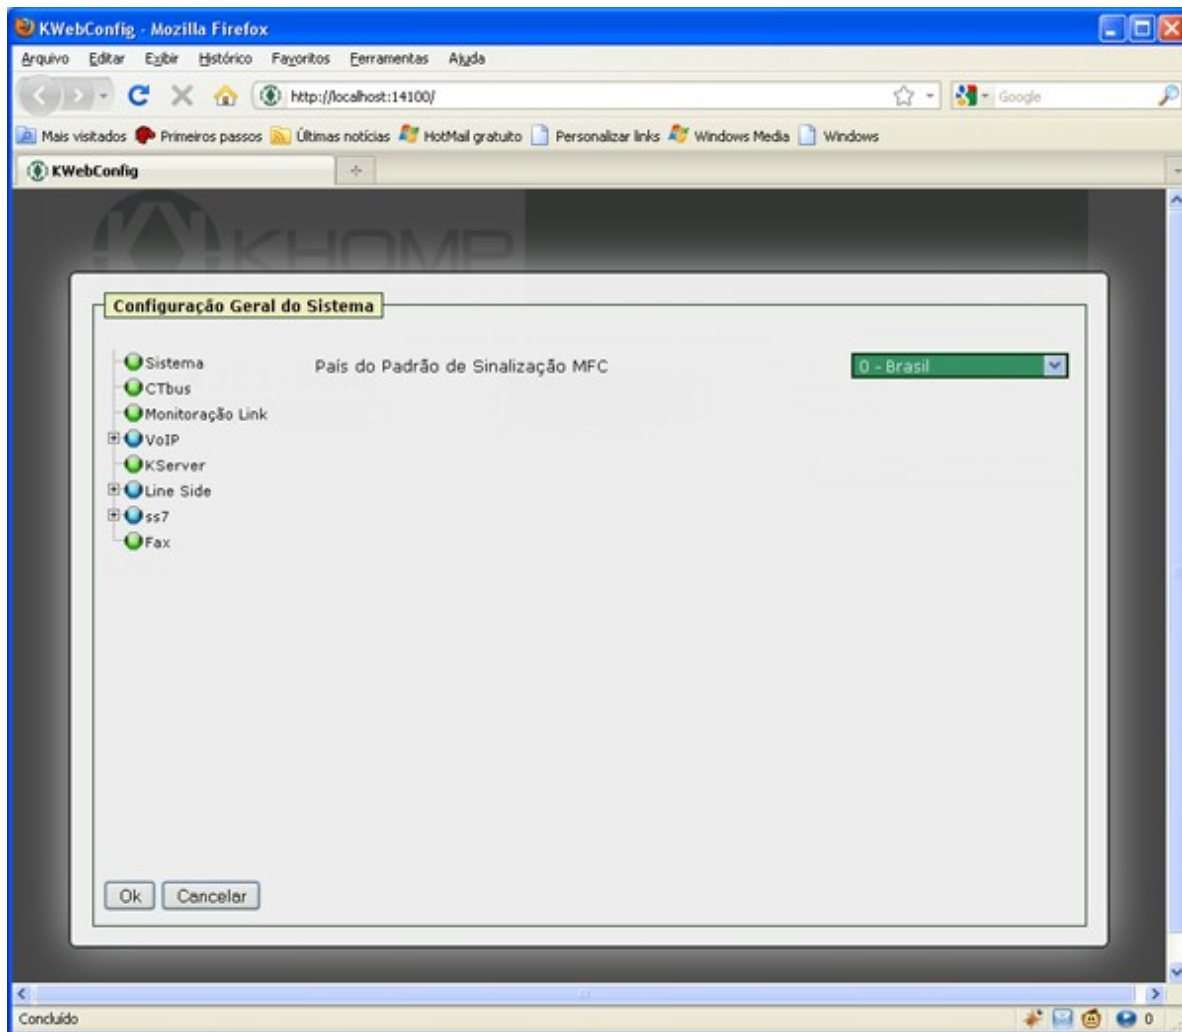 KWebConfig - Mozilla Firefox
Arquivo Editar Exibir Histórico Favoritos Ferramentas Ajuda
http://localhost:14100/ Google
Mais visitados Primeiros passos Últimas notícias HotMail gratuito Personalizar links Windows Media Windows
KWebConfig
KHOMP
Configuração Geral do Sistema
Sistema País do Padrão de Sinalização MFC 0 - Brasil
CTbus
Monitoração Link
VoIP
KServer
Line Side
ss7
Fax
Ok Cancelar
Concluído 0